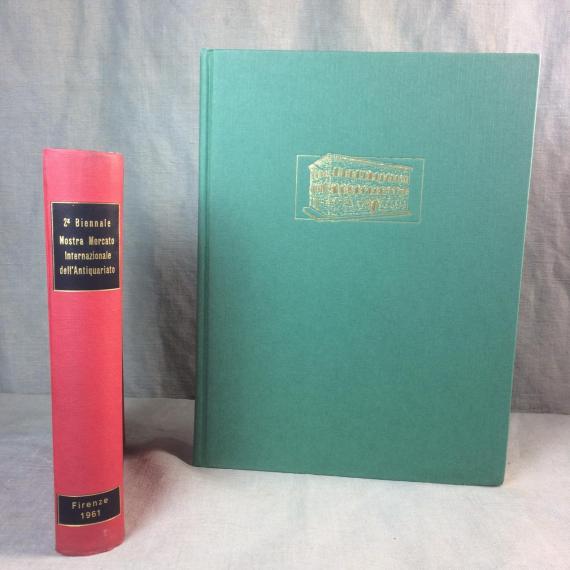 2ª Biennale
Mostra Mercato
Internazionale
dell'Antiquariato
Firenze
1961